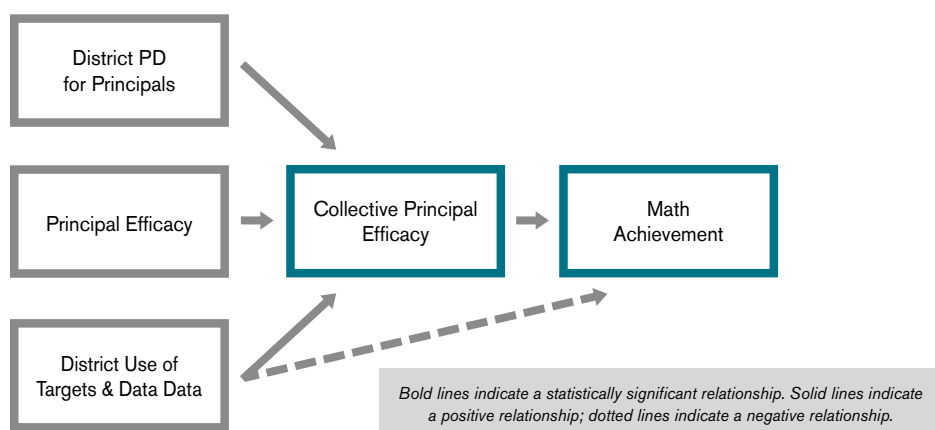 District PD
for Principals
Principal Efficacy
Collective Principal
Efficacy
Math
Achievement
District Use of
Targets & Data Data
Bold lines indicate a statistically significant relationship. Solid lines indicate
a positive relationship; dotted lines indicate a negative relationship.